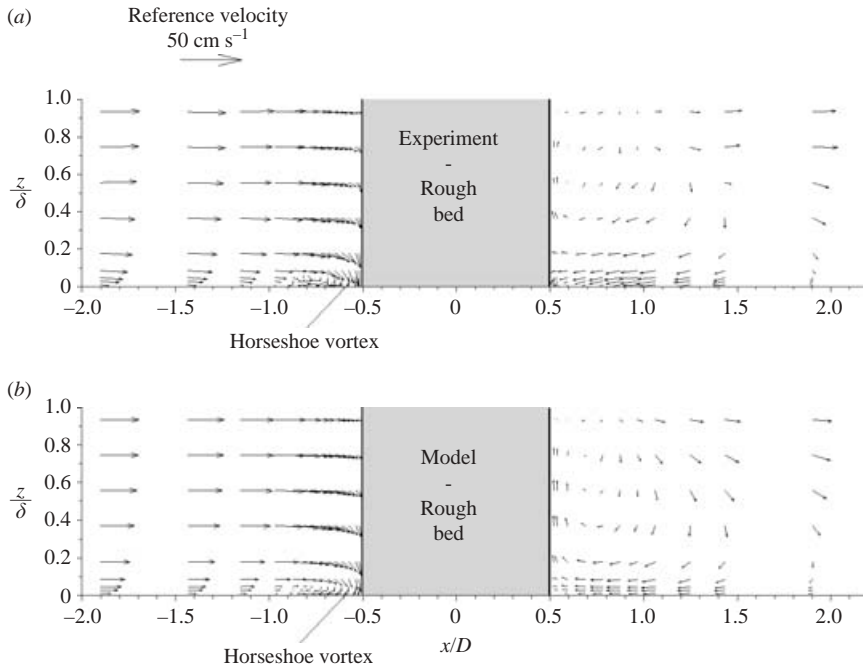 (a)
Reference velocity
50 cm s⁻¹
1.0
0.8
0.6
z/δ
0.4
0.2
0
Experiment
-
Rough
bed
–2.0 –1.5 –1.0 –0.5 0 0.5 1.0 1.5 2.0
Horseshoe vortex
(b)
1.0
0.8
0.6
z/δ
0.4
0.2
0
Model
-
Rough
bed
–2.0 –1.5 –1.0 –0.5 0 0.5 1.0 1.5 2.0
x/D
Horseshoe vortex